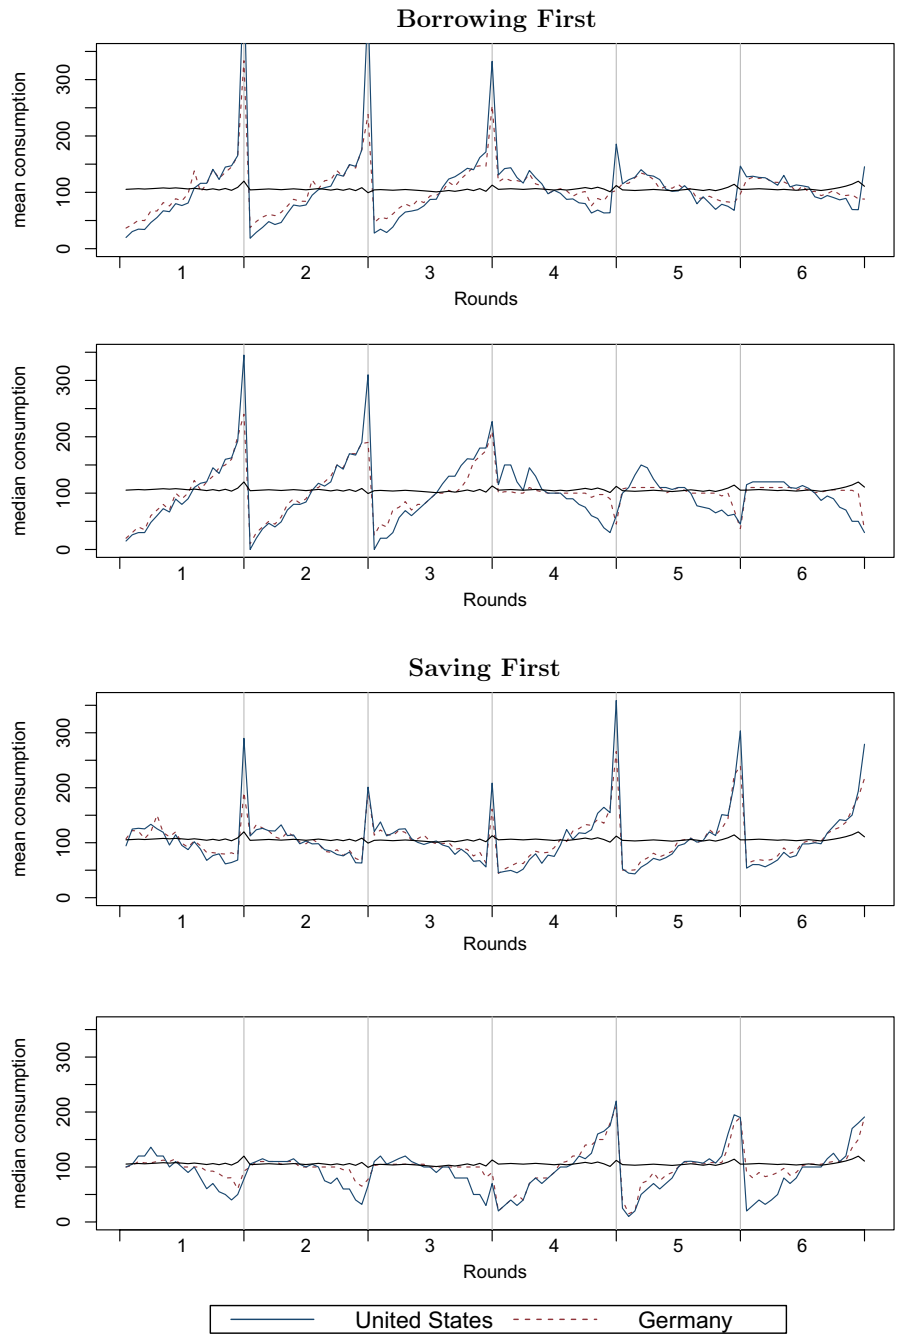 Borrowing First
mean consumption
300
200
100
0
1 2 3 4 5 6
Rounds
median consumption
300
200
100
0
1 2 3 4 5 6
Rounds
Saving First
mean consumption
300
200
100
0
1 2 3 4 5 6
Rounds
median consumption
300
200
100
0
1 2 3 4 5 6
Rounds
United States Germany